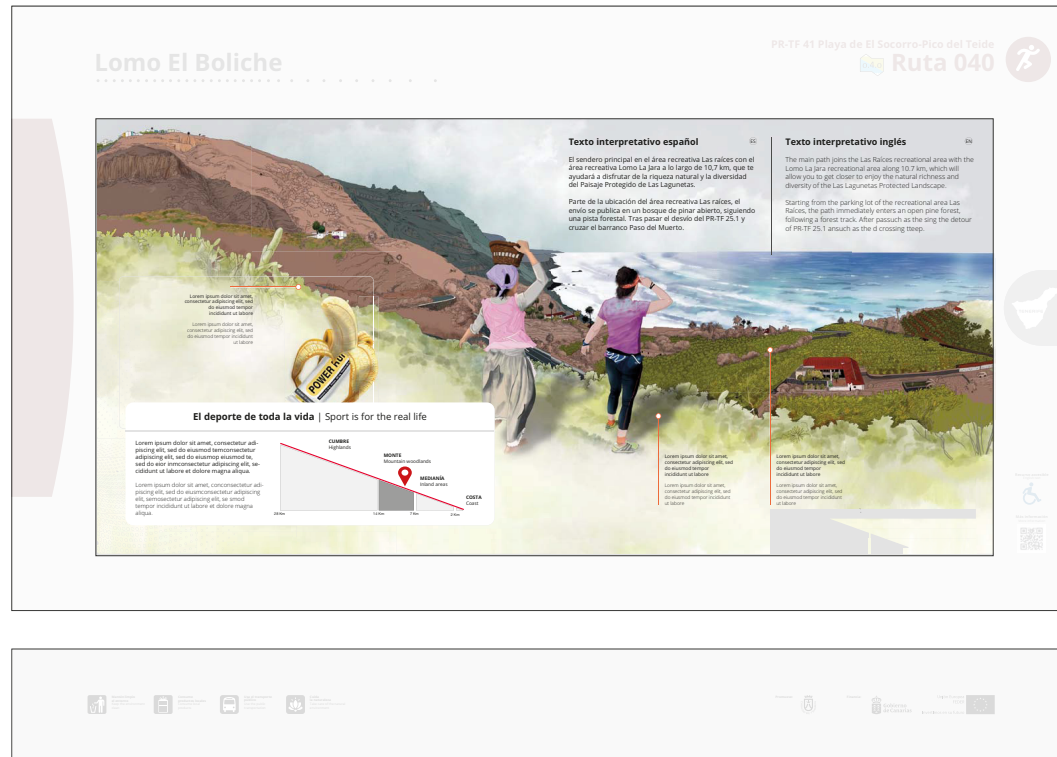 Lomo El Boliche
PR-TF 41 Playa de El Socorro-Pico del Teide
040 Ruta 040
Texto interpretativo español
ES
El sendero principal en el área recreativa Las raíces con el
área recreativa Lomo La Jara a lo largo de 10,7 km, que te
ayudará a disfrutar de la riqueza natural y la diversidad
del Paisaje Protegido de Las Lagunetas.
Parte de la ubicación del área recreativa Las raíces, el
envío se publica en un bosque de pinar abierto, siguiendo
una pista forestal. Tras pasar el desvío del PR-TF 25.1 y
cruzar el barranco Paso del Muerto.
Texto interpretativo inglés
EN
The main path joins the Las Raíces recreational area with the
Lomo La Jara recreational area along 10.7 km, which will
allow you to get closer to enjoy the natural richness and
diversity of the Las Lagunetas Protected Landscape.
Starting from the parking lot of the recreational area Las
Raíces, the path immediately enters an open pine forest,
following a forest track. After passuch as the sing the detour
of PR-TF 25.1 ansuch as the d crossing tteep.
Lorem ipsum dolor sit amet,
consectetur adipiscing elit, sed
do eiusmod tempor
incididunt ut labore
Lorem ipsum dolor sit amet,
consectetur adipiscing elit, sed
do eiusmod tempor incididunt
ut labore
POWER RU
El deporte de toda la vida | Sport is for the real life
Lorem ipsum dolor sit amet, consectetur adi-
piscing elit, sed do eiusmod temconsectetur
adipiscing elit, sed do eiusmop eiusmod te,
sed do eior inmconsectetur adipiscing elit, se-
cididunt ut labore et dolore magna aliqua.
Lorem ipsum dolor sit amet, conconsectetur adi-
piscing elit, sed do eiusmconsectetur adipiscing
elit, semosectetur adipiscing elit, se smod
tempor incididunt ut labore et dolore magna
aliqua.
CUMBRE
Highlands
MONTE
Mountain woodlands
MEDIANÍA
Inland areas
COSTA
Coast
14 Km
7 Km
Lorem ipsum dolor sit amet,
consectetur adipiscing elit, sed
do eiusmod tempor
incididunt ut labore
Lorem ipsum dolor sit amet,
consectetur adipiscing elit, sed
do eiusmod tempor incididunt
ut labore
Lorem ipsum dolor sit amet,
consectetur adipiscing elit, sed
do eiusmod tempor
incididunt ut labore
Lorem ipsum dolor sit amet,
consectetur adipiscing elit, sed
do eiusmod tempor incididunt
ut labore
Gobierno
de Canarias